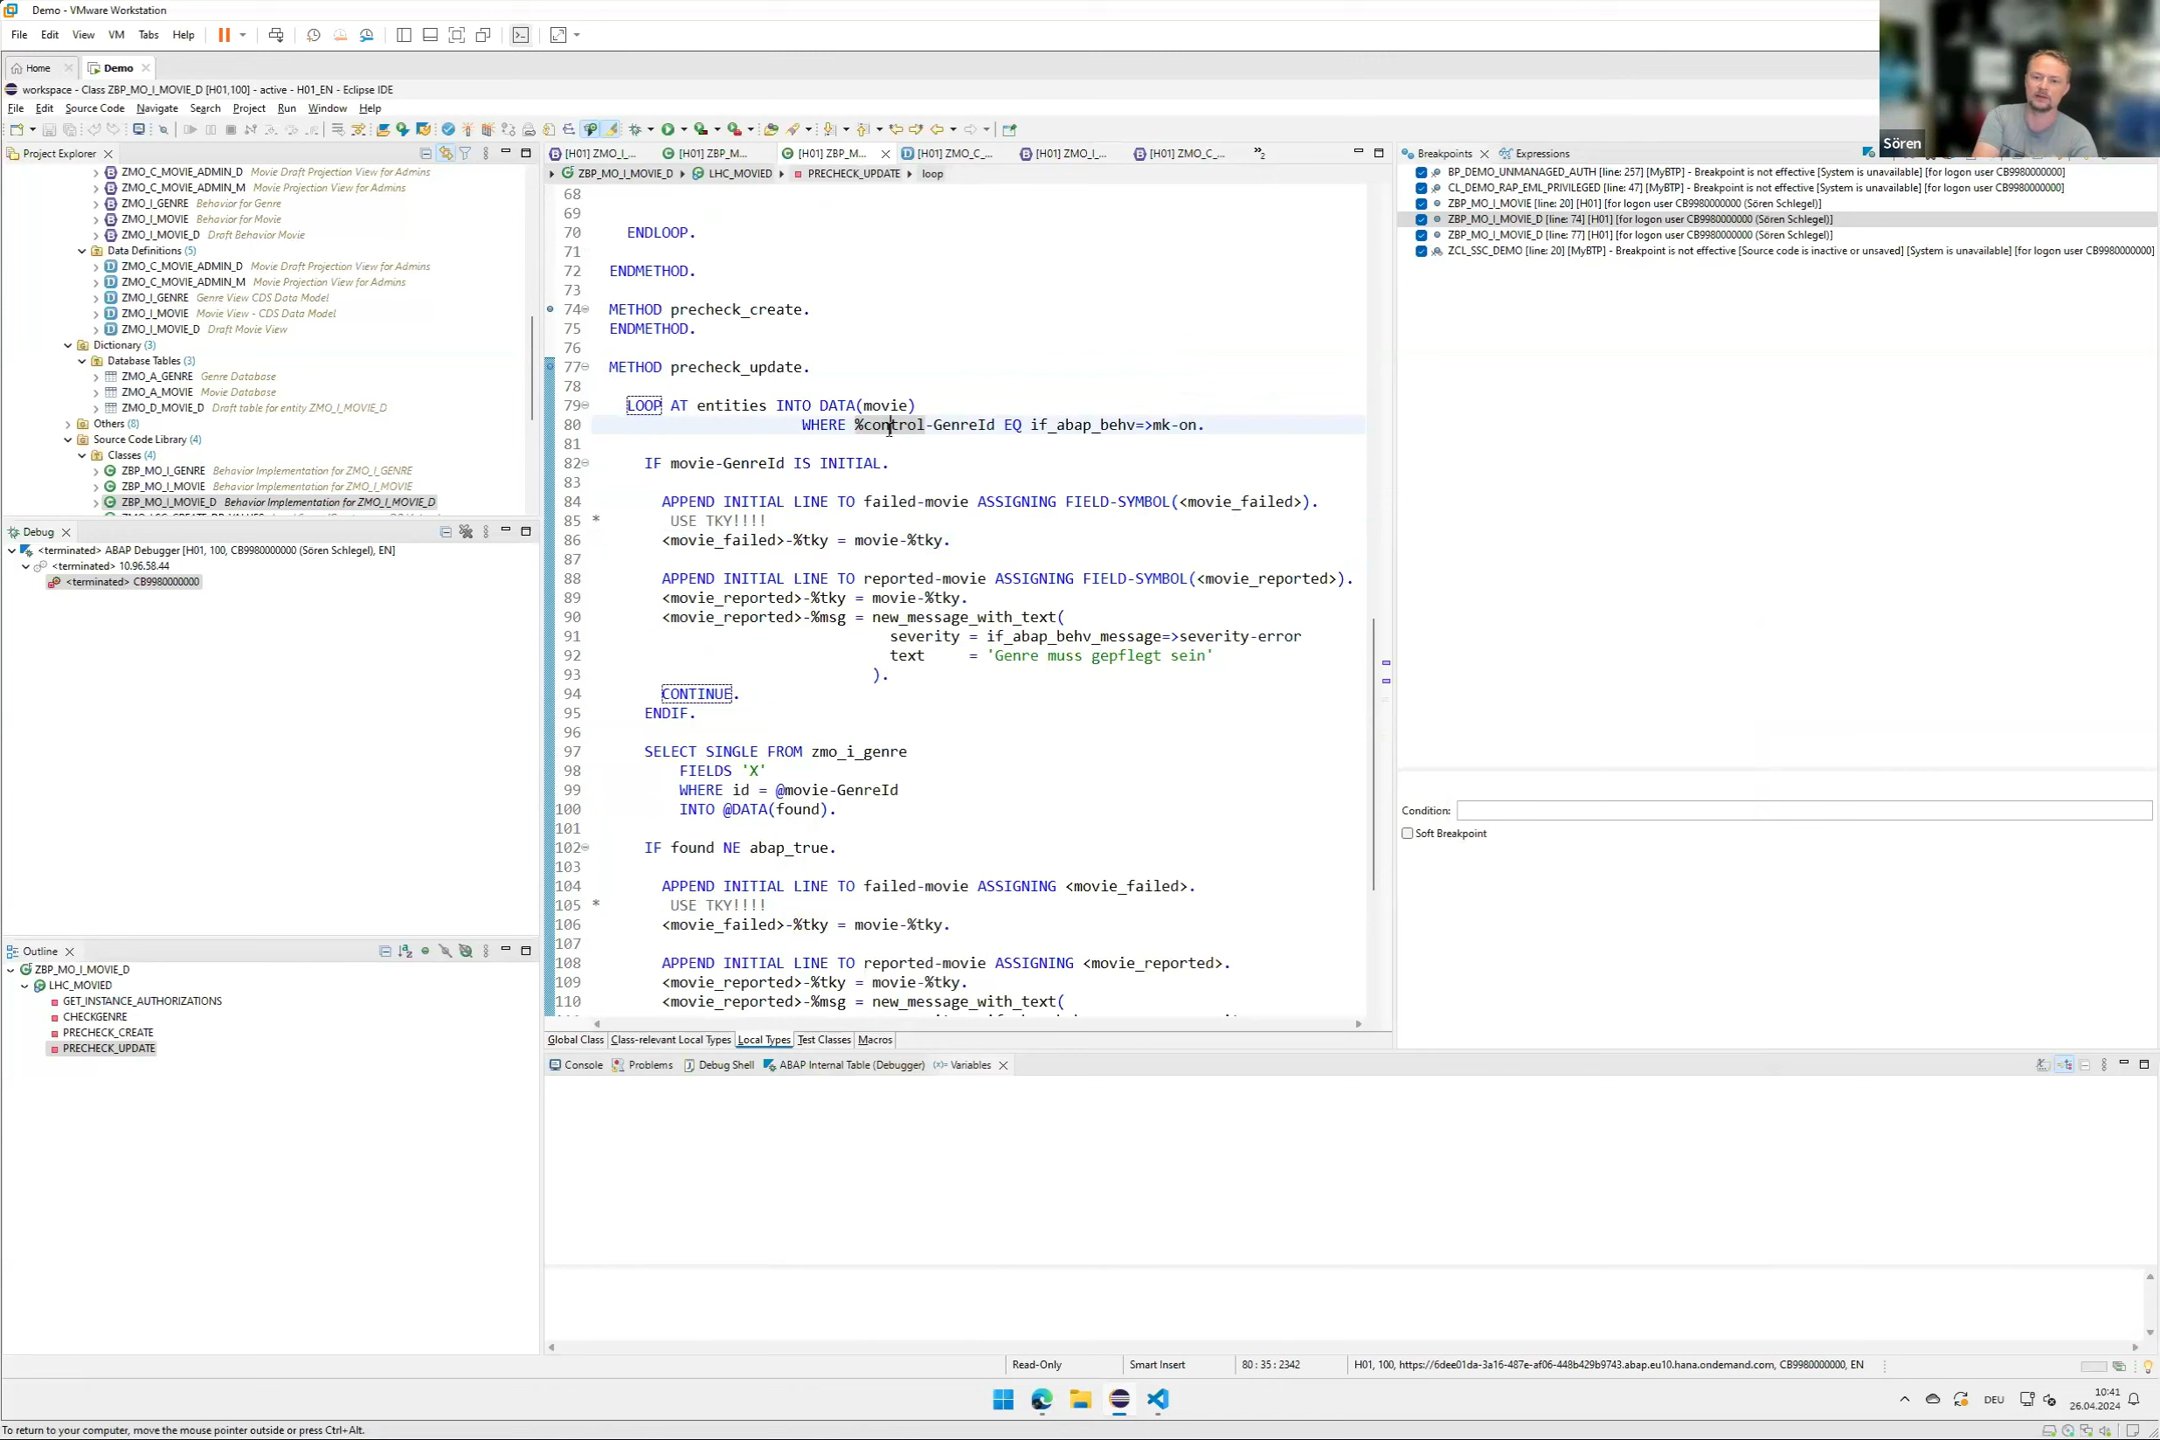 Demo - VMware Workstation
File Edit View VM Tabs Help
Home Demo
workspace - Class ZBP_MO_I_MOVIE_D [H01,100] - active - H01_EN - Eclipse IDE
File Edit Source Code Navigate Search Project Run Window Help
Sören
Project Explorer
ZMO_C_MOVIE_ADMIN_D Movie Draft Projection View for Admins
ZMO_C_MOVIE_ADMIN_M Movie Projection View for Admins
ZMO_I_GENRE Behavior for Genre
ZMO_I_MOVIE Behavior for Movie
ZMO_I_MOVIE_D Draft Behavior Movie
Data Definitions (5)
ZMO_C_MOVIE_ADMIN_D Movie Draft Projection View for Admins
ZMO_C_MOVIE_ADMIN_M Movie Projection View for Admins
ZMO_I_GENRE Genre View CDS Data Model
ZMO_I_MOVIE Movie View - CDS Data Model
ZMO_I_MOVIE_D Draft Movie View
Dictionary (3)
Database Tables (3)
ZMO_A_GENRE Genre Database
ZMO_A_MOVIE Movie Database
ZMO_D_MOVIE_D Draft table for entity ZMO_I_MOVIE_D
Others (8)
Source Code Library (4)
Classes (4)
ZBP_MO_I_GENRE Behavior Implementation for ZMO_I_GENRE
ZBP_MO_I_MOVIE Behavior Implementation for ZMO_I_MOVIE
ZBP_MO_I_MOVIE_D Behavior Implementation for ZMO_I_MOVIE_D
Debug
<terminated> ABAP Debugger [H01, 100, CB9980000000 (Sören Schlegel), EN]
<terminated> 10.96.58.44
<terminated> CB9980000000
Outline
ZBP_MO_I_MOVIE_D
LHC_MOVIED
GET_INSTANCE_AUTHORIZATIONS
CHECKGENRE
PRECHECK_CREATE
PRECHECK_UPDATE
[H01] ZMO_I_... [H01] ZBP_M... [H01] ZBP_M... [H01] ZMO_C_... [H01] ZMO_I_... [H01] ZMO_C_... »2
ZBP_MO_I_MOVIE_D LHC_MOVIED PRECHECK_UPDATE loop
68
69
70 ENDLOOP.
71
72 ENDMETHOD.
73
74 METHOD precheck_create.
75 ENDMETHOD.
76
77 METHOD precheck_update.
78
79 LOOP AT entities INTO DATA(movie)
80 WHERE %control-GenreId EQ if_abap_behv=>mk-on.
81
82 IF movie-GenreId IS INITIAL.
83
84 APPEND INITIAL LINE TO failed-movie ASSIGNING FIELD-SYMBOL(<movie_failed>).
85 * USE TKY!!!!
86 <movie_failed>-%tky = movie-%tky.
87
88 APPEND INITIAL LINE TO reported-movie ASSIGNING FIELD-SYMBOL(<movie_reported>).
89 <movie_reported>-%tky = movie-%tky.
90 <movie_reported>-%msg = new_message_with_text(
91 severity = if_abap_behv_message=>severity-error
92 text = 'Genre muss gepflegt sein'
93 ).
94 CONTINUE.
95 ENDIF.
96
97 SELECT SINGLE FROM zmo_i_genre
98 FIELDS 'X'
99 WHERE id = @movie-GenreId
100 INTO @DATA(found).
101
102 IF found NE abap_true.
103
104 APPEND INITIAL LINE TO failed-movie ASSIGNING <movie_failed>.
105 * USE TKY!!!!
106 <movie_failed>-%tky = movie-%tky.
107
108 APPEND INITIAL LINE TO reported-movie ASSIGNING <movie_reported>.
109 <movie_reported>-%tky = movie-%tky.
110 <movie_reported>-%msg = new_message_with_text(
Global Class Class-relevant Local Types Local Types Test Classes Macros
Console Problems Debug Shell ABAP Internal Table (Debugger) (x)= Variables
Breakpoints Expressions
BP_DEMO_UNMANAGED_AUTH [line: 257] [MyBTP] - Breakpoint is not effective [System is unavailable] [for logon user CB9980000000]
CL_DEMO_RAP_EML_PRIVILEGED [line: 47] [MyBTP] - Breakpoint is not effective [System is unavailable] [for logon user CB9980000000]
ZBP_MO_I_MOVIE [line: 20] [H01] [for logon user CB9980000000 (Sören Schlegel)]
ZBP_MO_I_MOVIE_D [line: 74] [H01] [for logon user CB9980000000 (Sören Schlegel)]
ZBP_MO_I_MOVIE_D [line: 77] [H01] [for logon user CB9980000000 (Sören Schlegel)]
ZCL_SSC_DEMO [line: 20] [MyBTP] - Breakpoint is not effective [Source code is inactive or unsaved] [System is unavailable] [for logon user CB9980000000]
Condition:
Soft Breakpoint
Read-Only Smart Insert 80 : 35 : 2342 H01, 100, https://6dee01da-3a16-487e-af06-448b429b9743.abap.eu10.hana.ondemand.com, CB9980000000, EN
DEU
10:41
26.04.2024
To return to your computer, move the mouse pointer outside or press Ctrl+Alt.